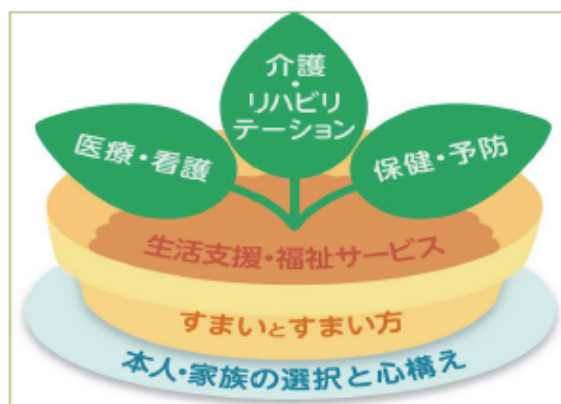 介護
・
リハビリ
テーション
医療・看護
保健・予防
生活支援・福祉サービス
すまいとすまい方
本人・家族の選択と心構え